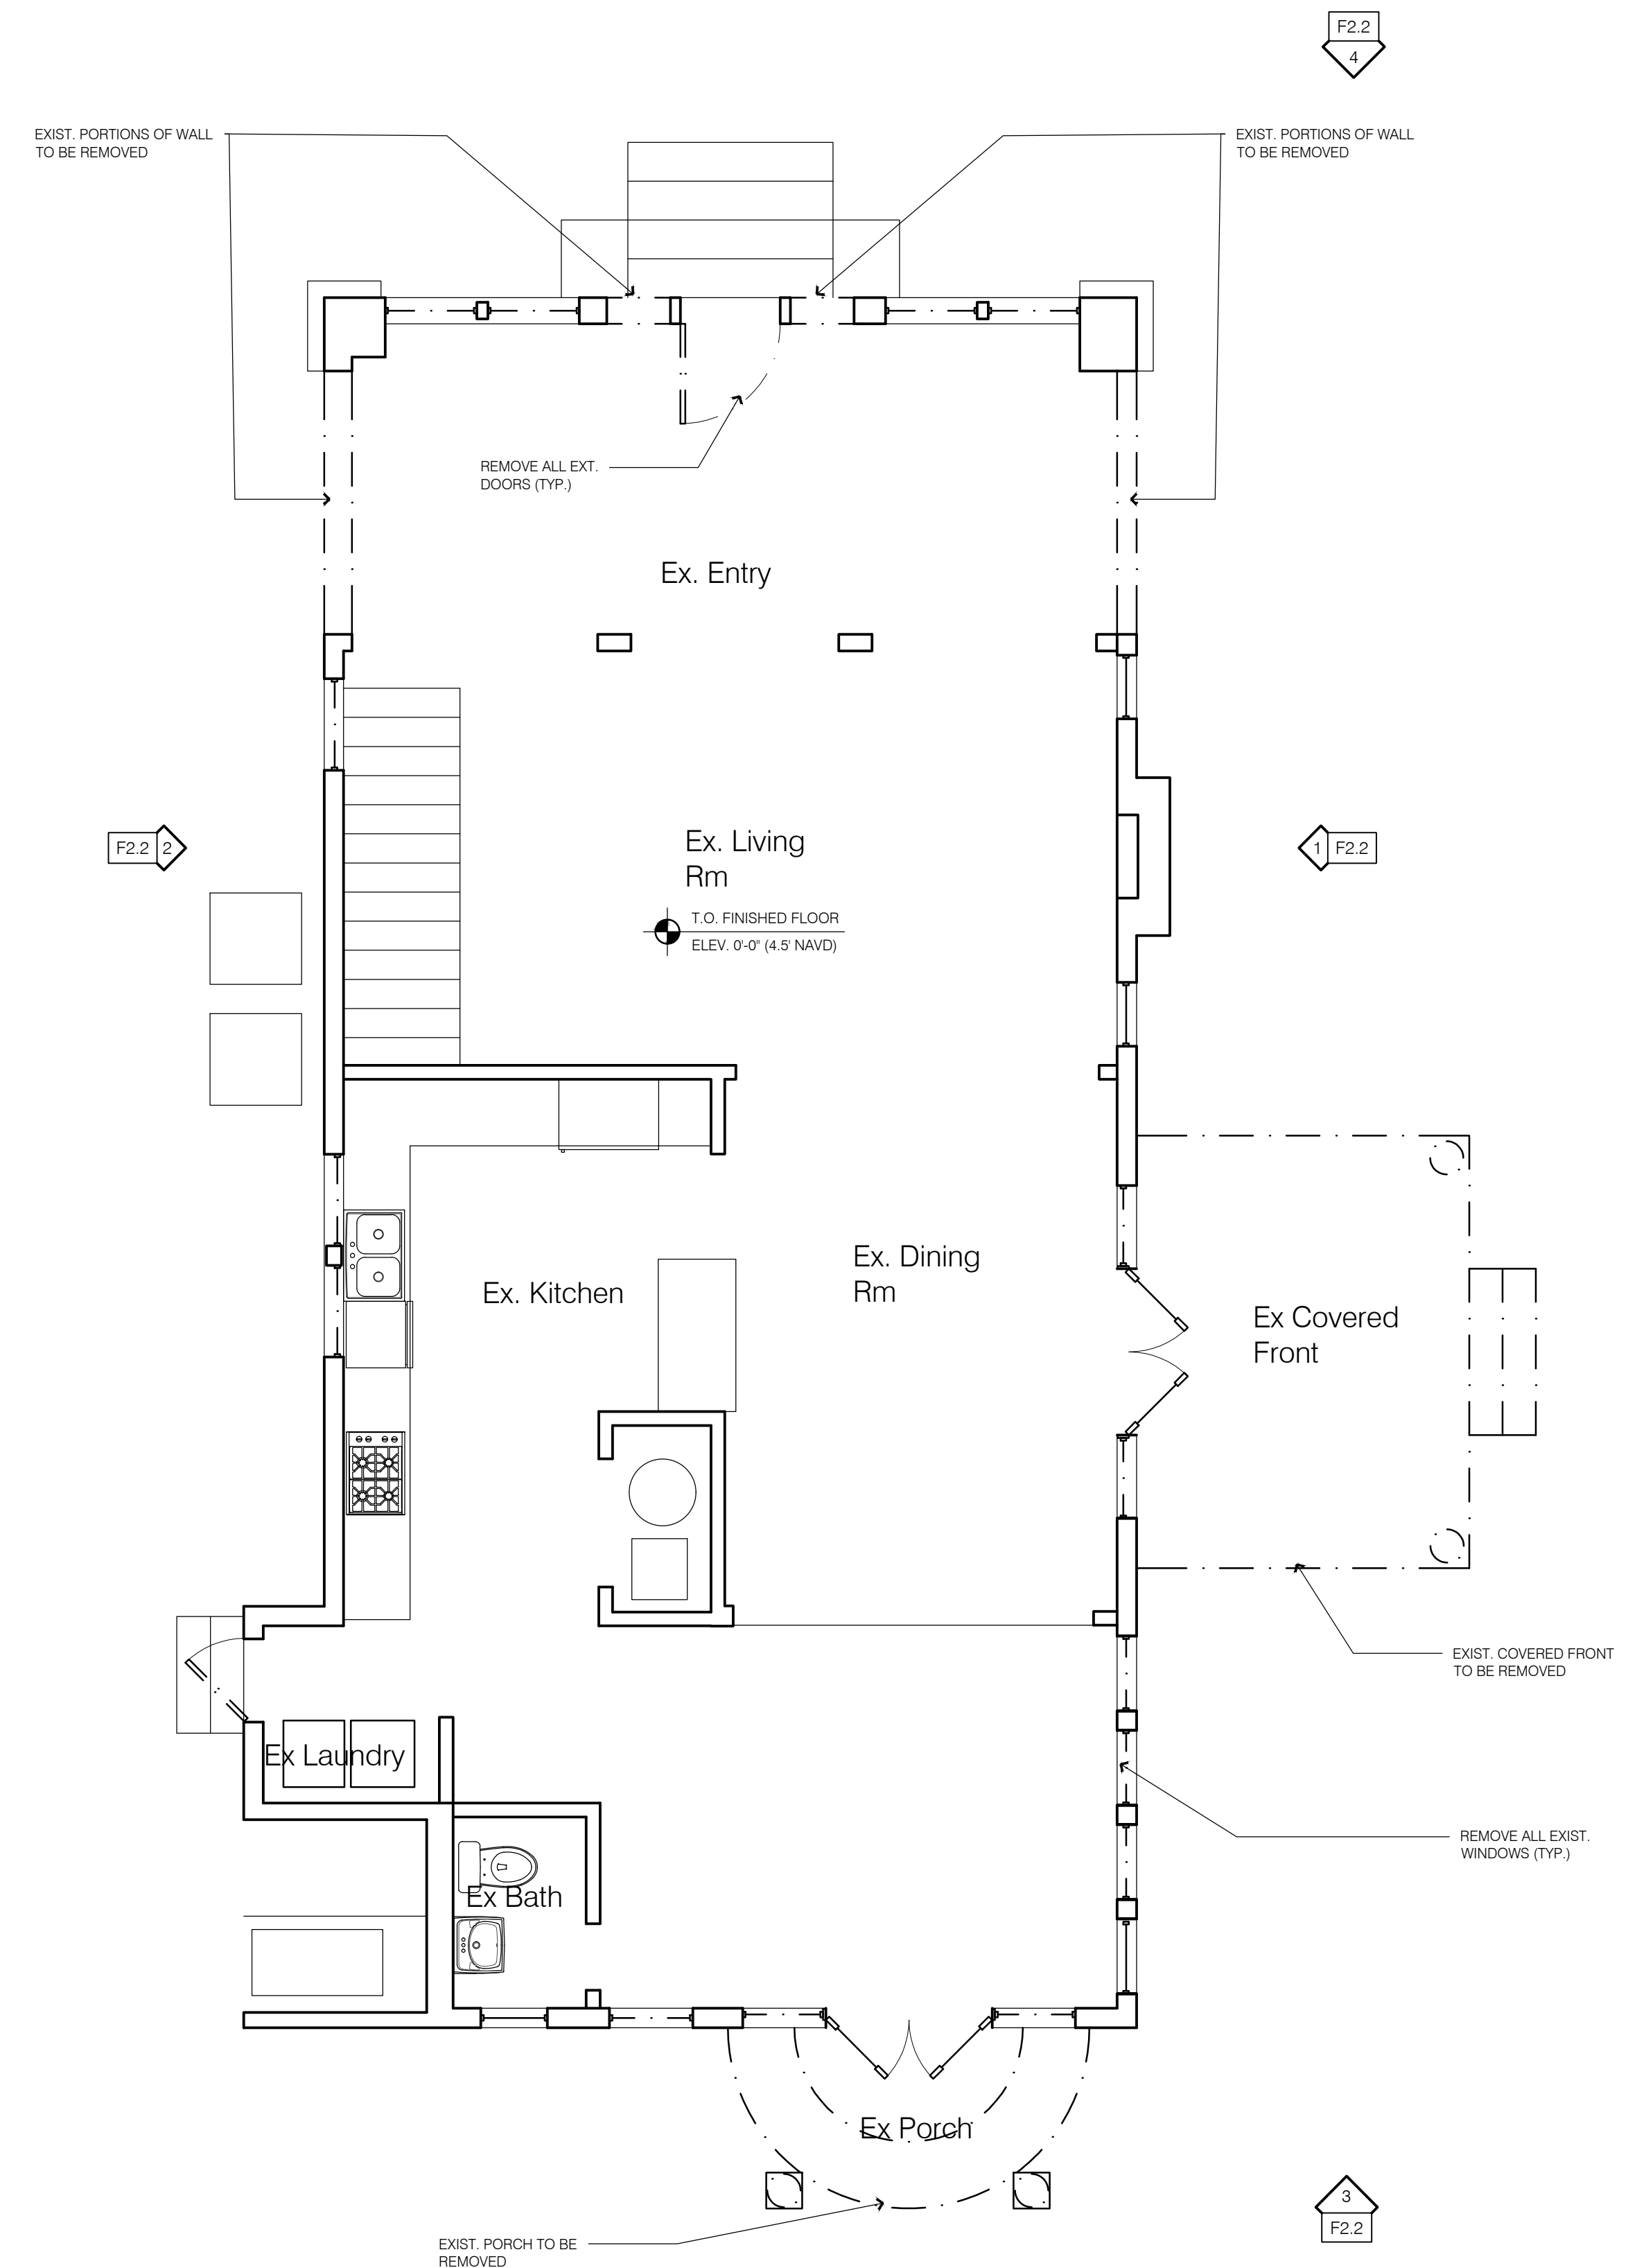 F2.2
4
EXIST. PORTIONS OF WALL
TO BE REMOVED
EXIST. PORTIONS OF WALL
TO BE REMOVED
REMOVE ALL EXT.
DOORS (TYP.)
Ex. Entry
Ex. Living
Rm
F2.2 2
1 F2.2
T.O. FINISHED FLOOR
ELEV. 0'-0" (4.5' NAVD)
Ex. Dining
Rm
Ex. Kitchen
Ex Covered
Front
EXIST. COVERED FRONT
TO BE REMOVED
Ex Laundry
REMOVE ALL EXIST.
WINDOWS (TYP.)
Ex Bath
Ex Porch
3
F2.2
EXIST. PORCH TO BE
REMOVED